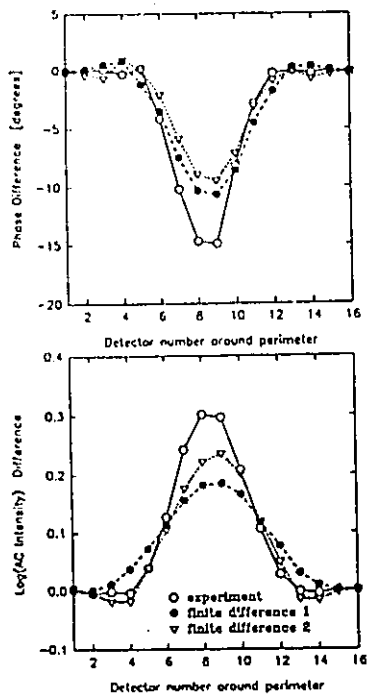 5
0
-5
-10
-15
-20
Phase Difference [degrees]
2 4 6 8 10 12 14 16
Detector number around perimeter
0.4
0.3
0.2
0.1
0.0
-0.1
Log(AC Intensity) Difference
experiment
finite difference 1
finite difference 2
2 4 6 8 10 12 14 16
Detector number around perimeter